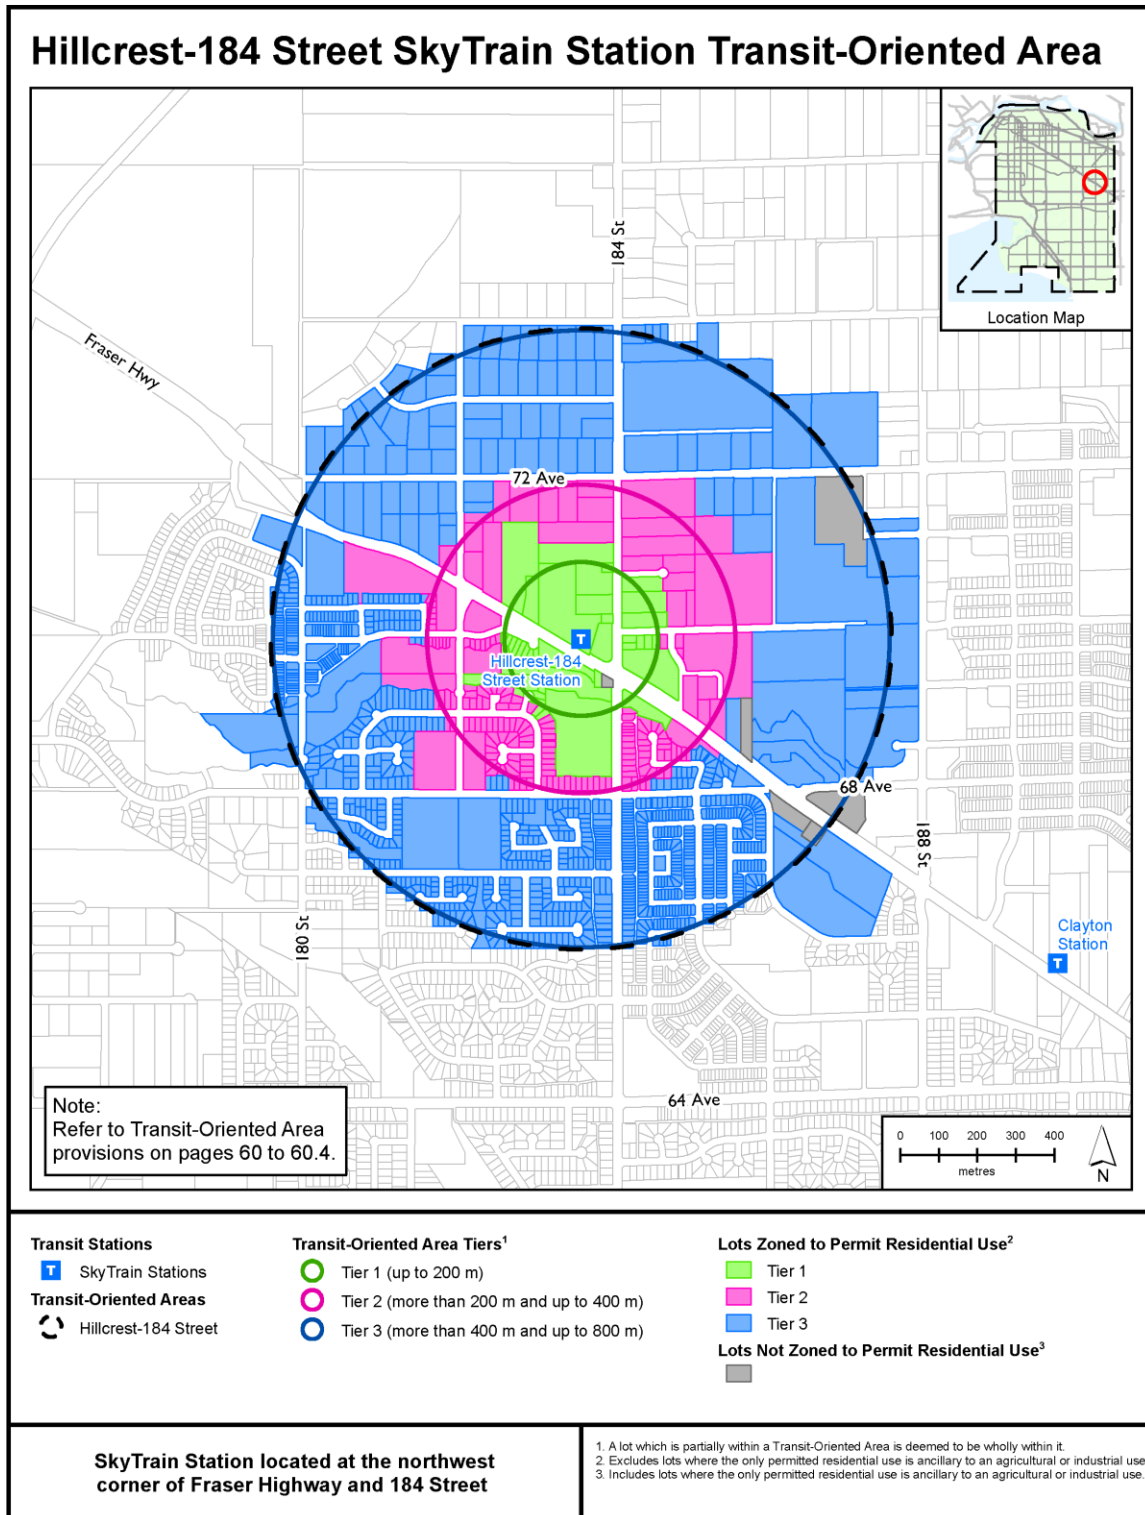 Hillcrest-184 Street SkyTrain Station Transit-Oriented Area
Location Map
184 St
Fraser Hwy
72 Ave
T
Hillcrest-184
Street Station
68 Ave
188 St
180 St
Clayton
Station
T
64 Ave
Note:
Refer to Transit-Oriented Area
provisions on pages 60 to 60.4.
0 100 200 300 400
metres
N
Transit Stations
T SkyTrain Stations
Transit-Oriented Areas
Hillcrest-184 Street
Transit-Oriented Area Tiers¹
Tier 1 (up to 200 m)
Tier 2 (more than 200 m and up to 400 m)
Tier 3 (more than 400 m and up to 800 m)
Lots Zoned to Permit Residential Use²
Tier 1
Tier 2
Tier 3
Lots Not Zoned to Permit Residential Use³
SkyTrain Station located at the northwest
corner of Fraser Highway and 184 Street
1. A lot which is partially within a Transit-Oriented Area is deemed to be wholly within it.
2. Excludes lots where the only permitted residential use is ancillary to an agricultural or industrial use
3. Includes lots where the only permitted residential use is ancillary to an agricultural or industrial use.